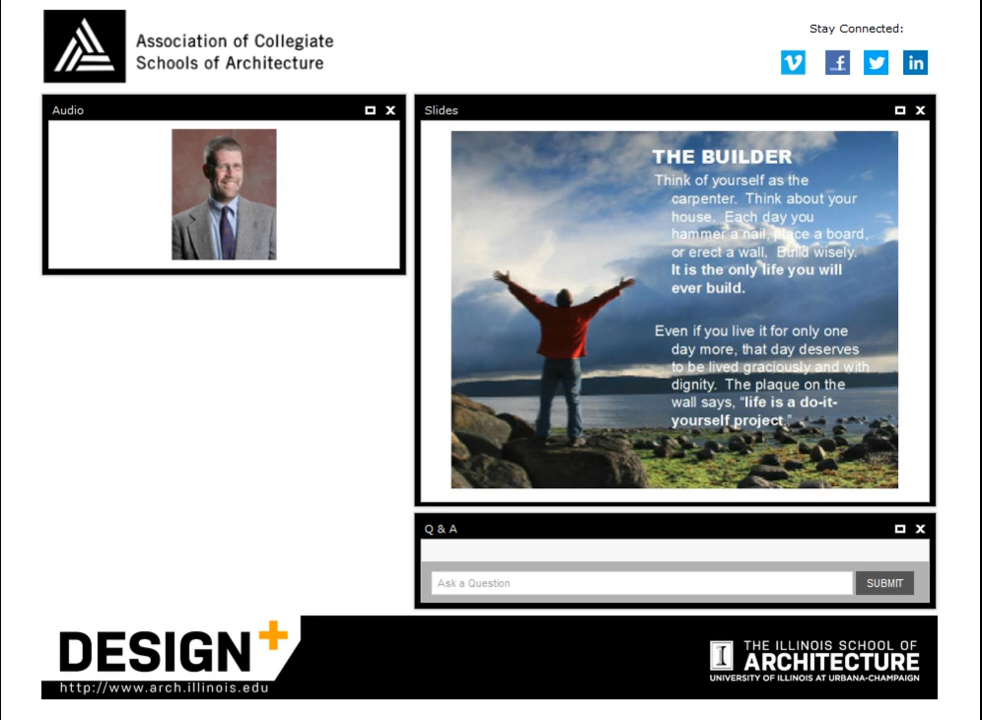 Association of Collegiate
Schools of Architecture
Stay Connected:
Audio
Slides
THE BUILDER
Think of yourself as the
carpenter. Think about your
house. Each day you
hammer a nail, place a board,
or erect a wall. Build wisely.
It is the only life you will
ever build.
Even if you live it for only one
day more, that day deserves
to be lived graciously and with
dignity. The plaque on the
wall says, "life is a do-it-
yourself project."
Q & A
Ask a Question
SUBMIT
DESIGN+
http://www.arch.illinois.edu
I
THE ILLINOIS SCHOOL OF
ARCHITECTURE
UNIVERSITY OF ILLINOIS AT URBANA-CHAMPAIGN